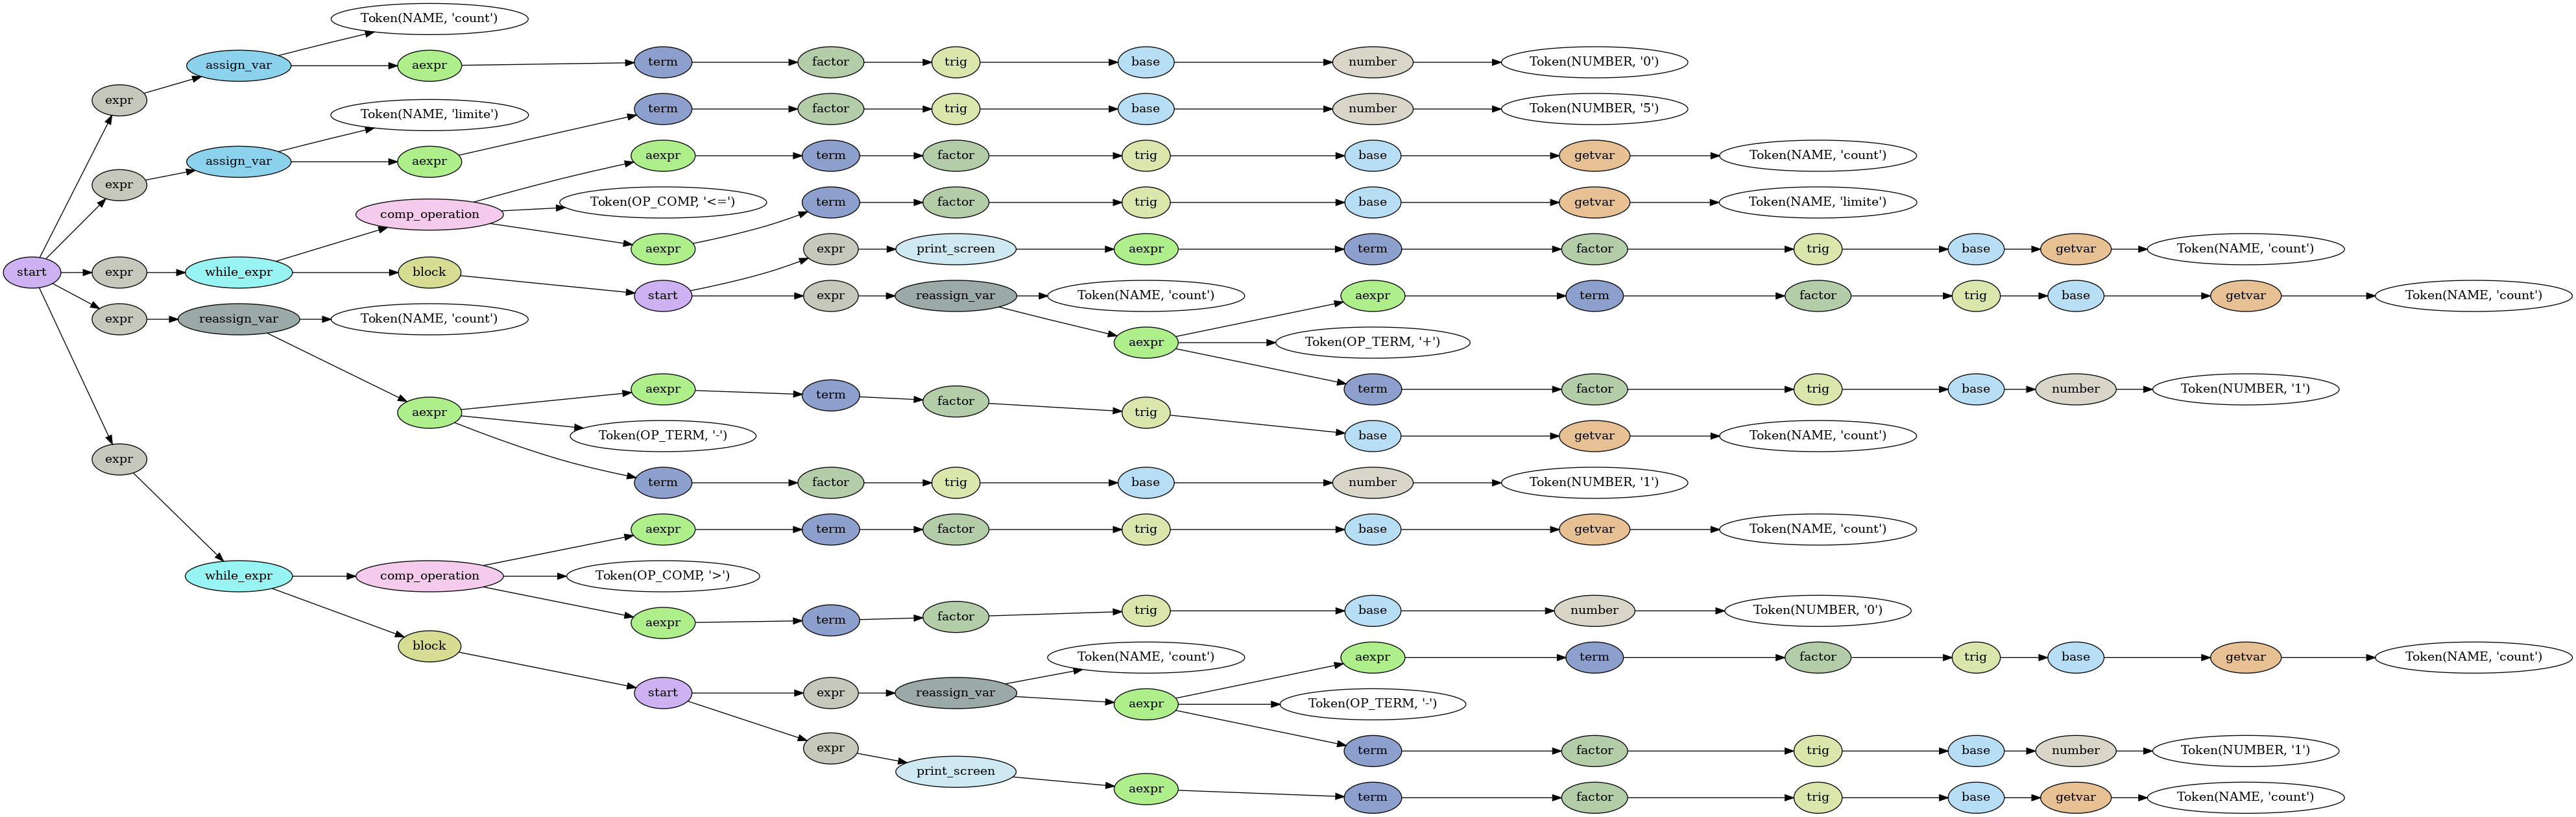 Token(NAME, 'count')
assign_var aexpr term factor trig base number Token(NUMBER, '0')
expr
Token(NAME, 'limite') term factor trig base number Token(NUMBER, '5')
assign_var aexpr aexpr term factor trig base getvar Token(NAME, 'count')
expr
comp_operation Token(OP_COMP, '<=') term factor trig base getvar Token(NAME, 'limite')
aexpr expr print_screen aexpr term factor trig base getvar Token(NAME, 'count')
start expr while_expr block
start expr reassign_var Token(NAME, 'count') aexpr term factor trig base getvar Token(NAME, 'count')
expr reassign_var Token(NAME, 'count')
aexpr Token(OP_TERM, '+')
aexpr term factor term factor trig base number Token(NUMBER, '1')
aexpr trig
Token(OP_TERM, '-') base getvar Token(NAME, 'count')
expr
term factor trig base number Token(NUMBER, '1')
aexpr term factor trig base getvar Token(NAME, 'count')
while_expr comp_operation Token(OP_COMP, '>')
aexpr term factor trig base number Token(NUMBER, '0')
block
Token(NAME, 'count') aexpr term factor trig base getvar Token(NAME, 'count')
start expr reassign_var aexpr Token(OP_TERM, '-')
expr term factor trig base number Token(NUMBER, '1')
print_screen aexpr term factor trig base getvar Token(NAME, 'count')